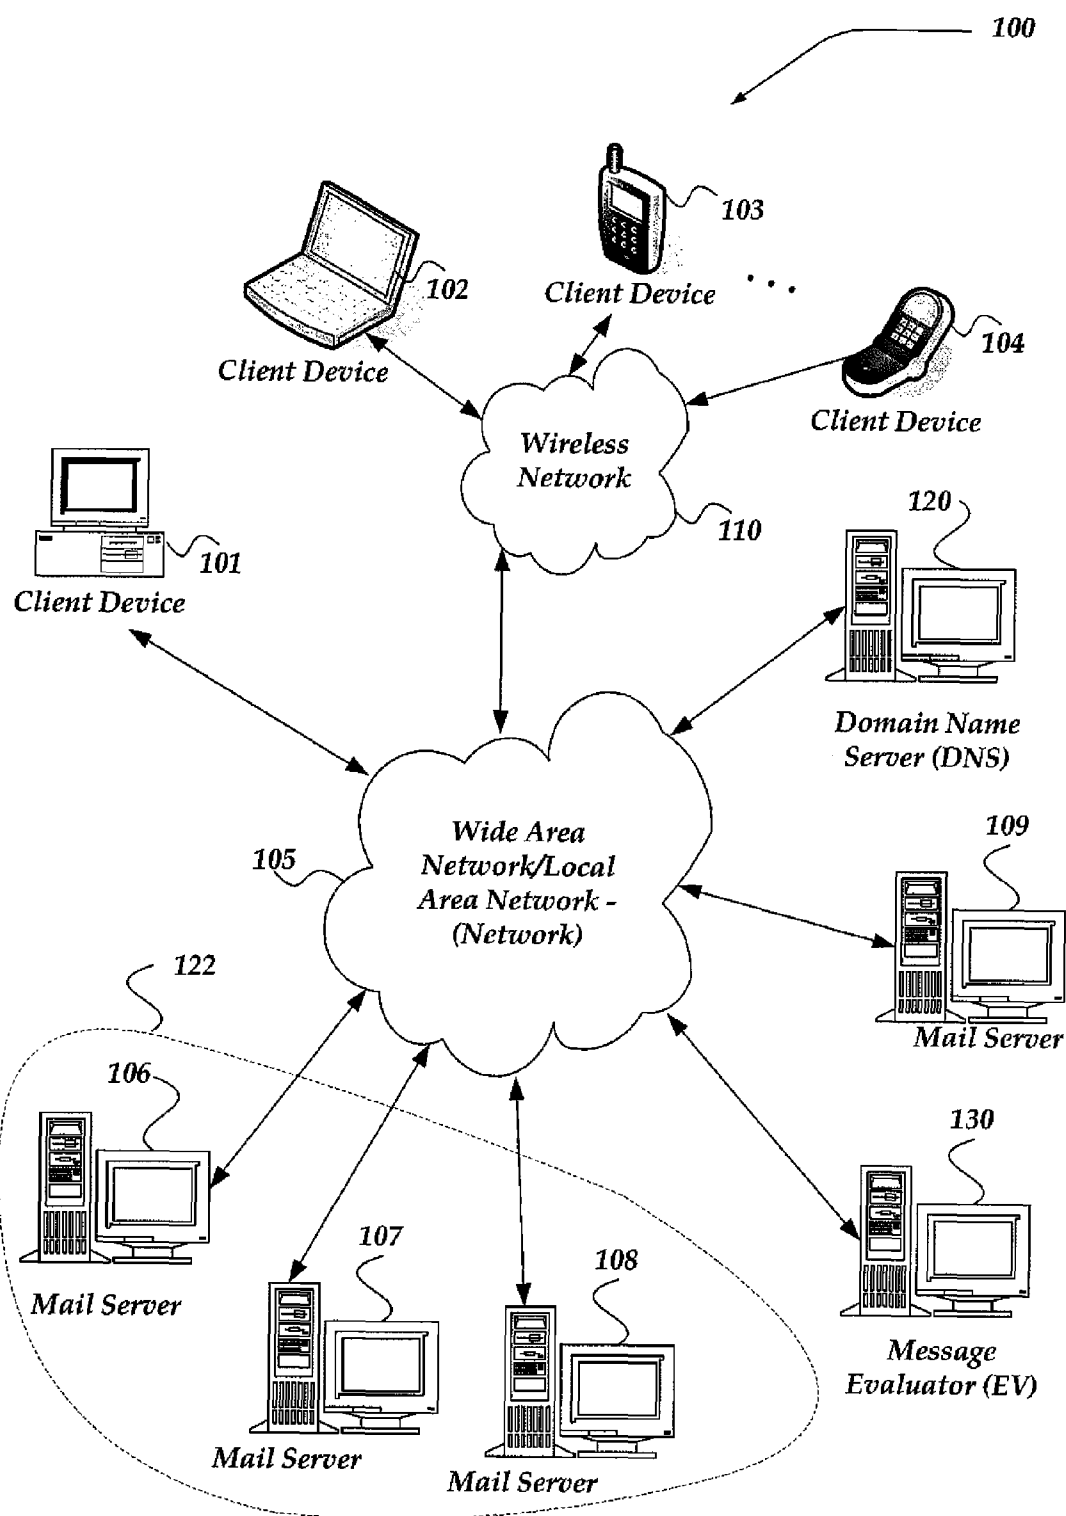 100
103
Client Device
. . .
102
Client Device
104
Client Device
Wireless
Network
110
120
101
Client Device
Domain Name
Server (DNS)
109
Mail Server
Wide Area
Network/Local
Area Network -
(Network)
105
122
106
Mail Server
107
Mail Server
108
Mail Server
130
Message
Evaluator (EV)